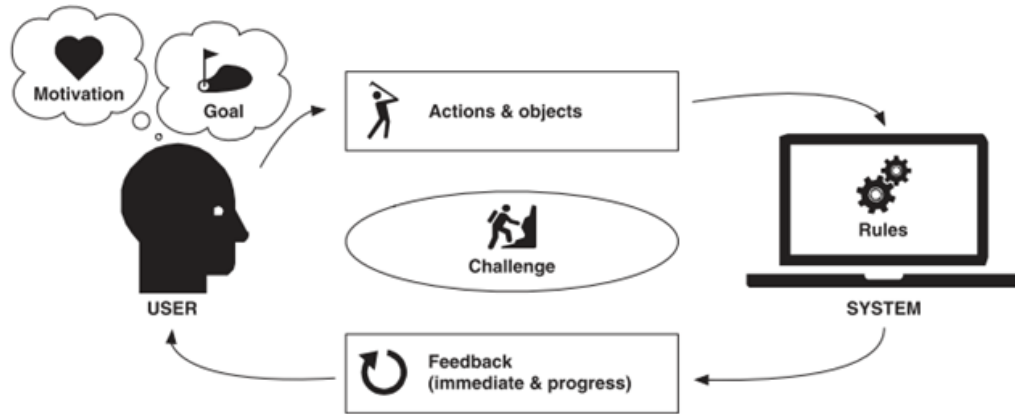 Motivation
Goal
Actions & objects
Rules
Challenge
USER
SYSTEM
Feedback
(immediate & progress)